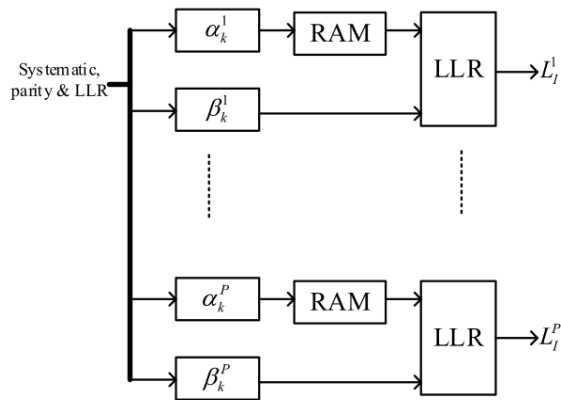 α_k^1
RAM
LLR
L_I^1
Systematic,
parity & LLR
β_k^1
α_k^P
RAM
LLR
L_I^P
β_k^P